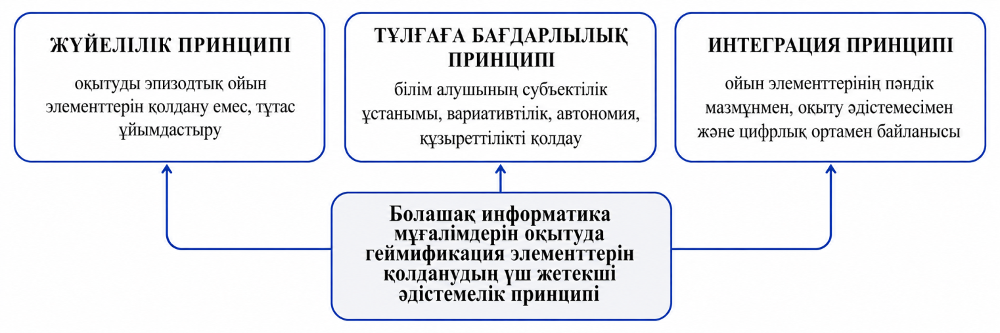 ЖҮЙЕЛІЛІК ПРИНЦИПІ
оқытуды эпизодтық ойын
элементтерін қолдану емес, тұтас
ұйымдастыру
ТҰЛҒАҒА БАҒДАРЛЫЛЫҚ
ПРИНЦИПІ
білім алушының субъектілік
ұстанымы, вариативтілік, автономия,
құзыреттілікті қолдау
ИНТЕГРАЦИЯ ПРИНЦИПІ
ойын элементтерінің пәндік
мазмұнмен, оқыту әдістемесімен
және цифрлық ортамен байланысы
Болашақ информатика
мұғалімдерін оқытуда
геймификация элементтерін
қолданудың үш жетекші
әдістемелік принципі